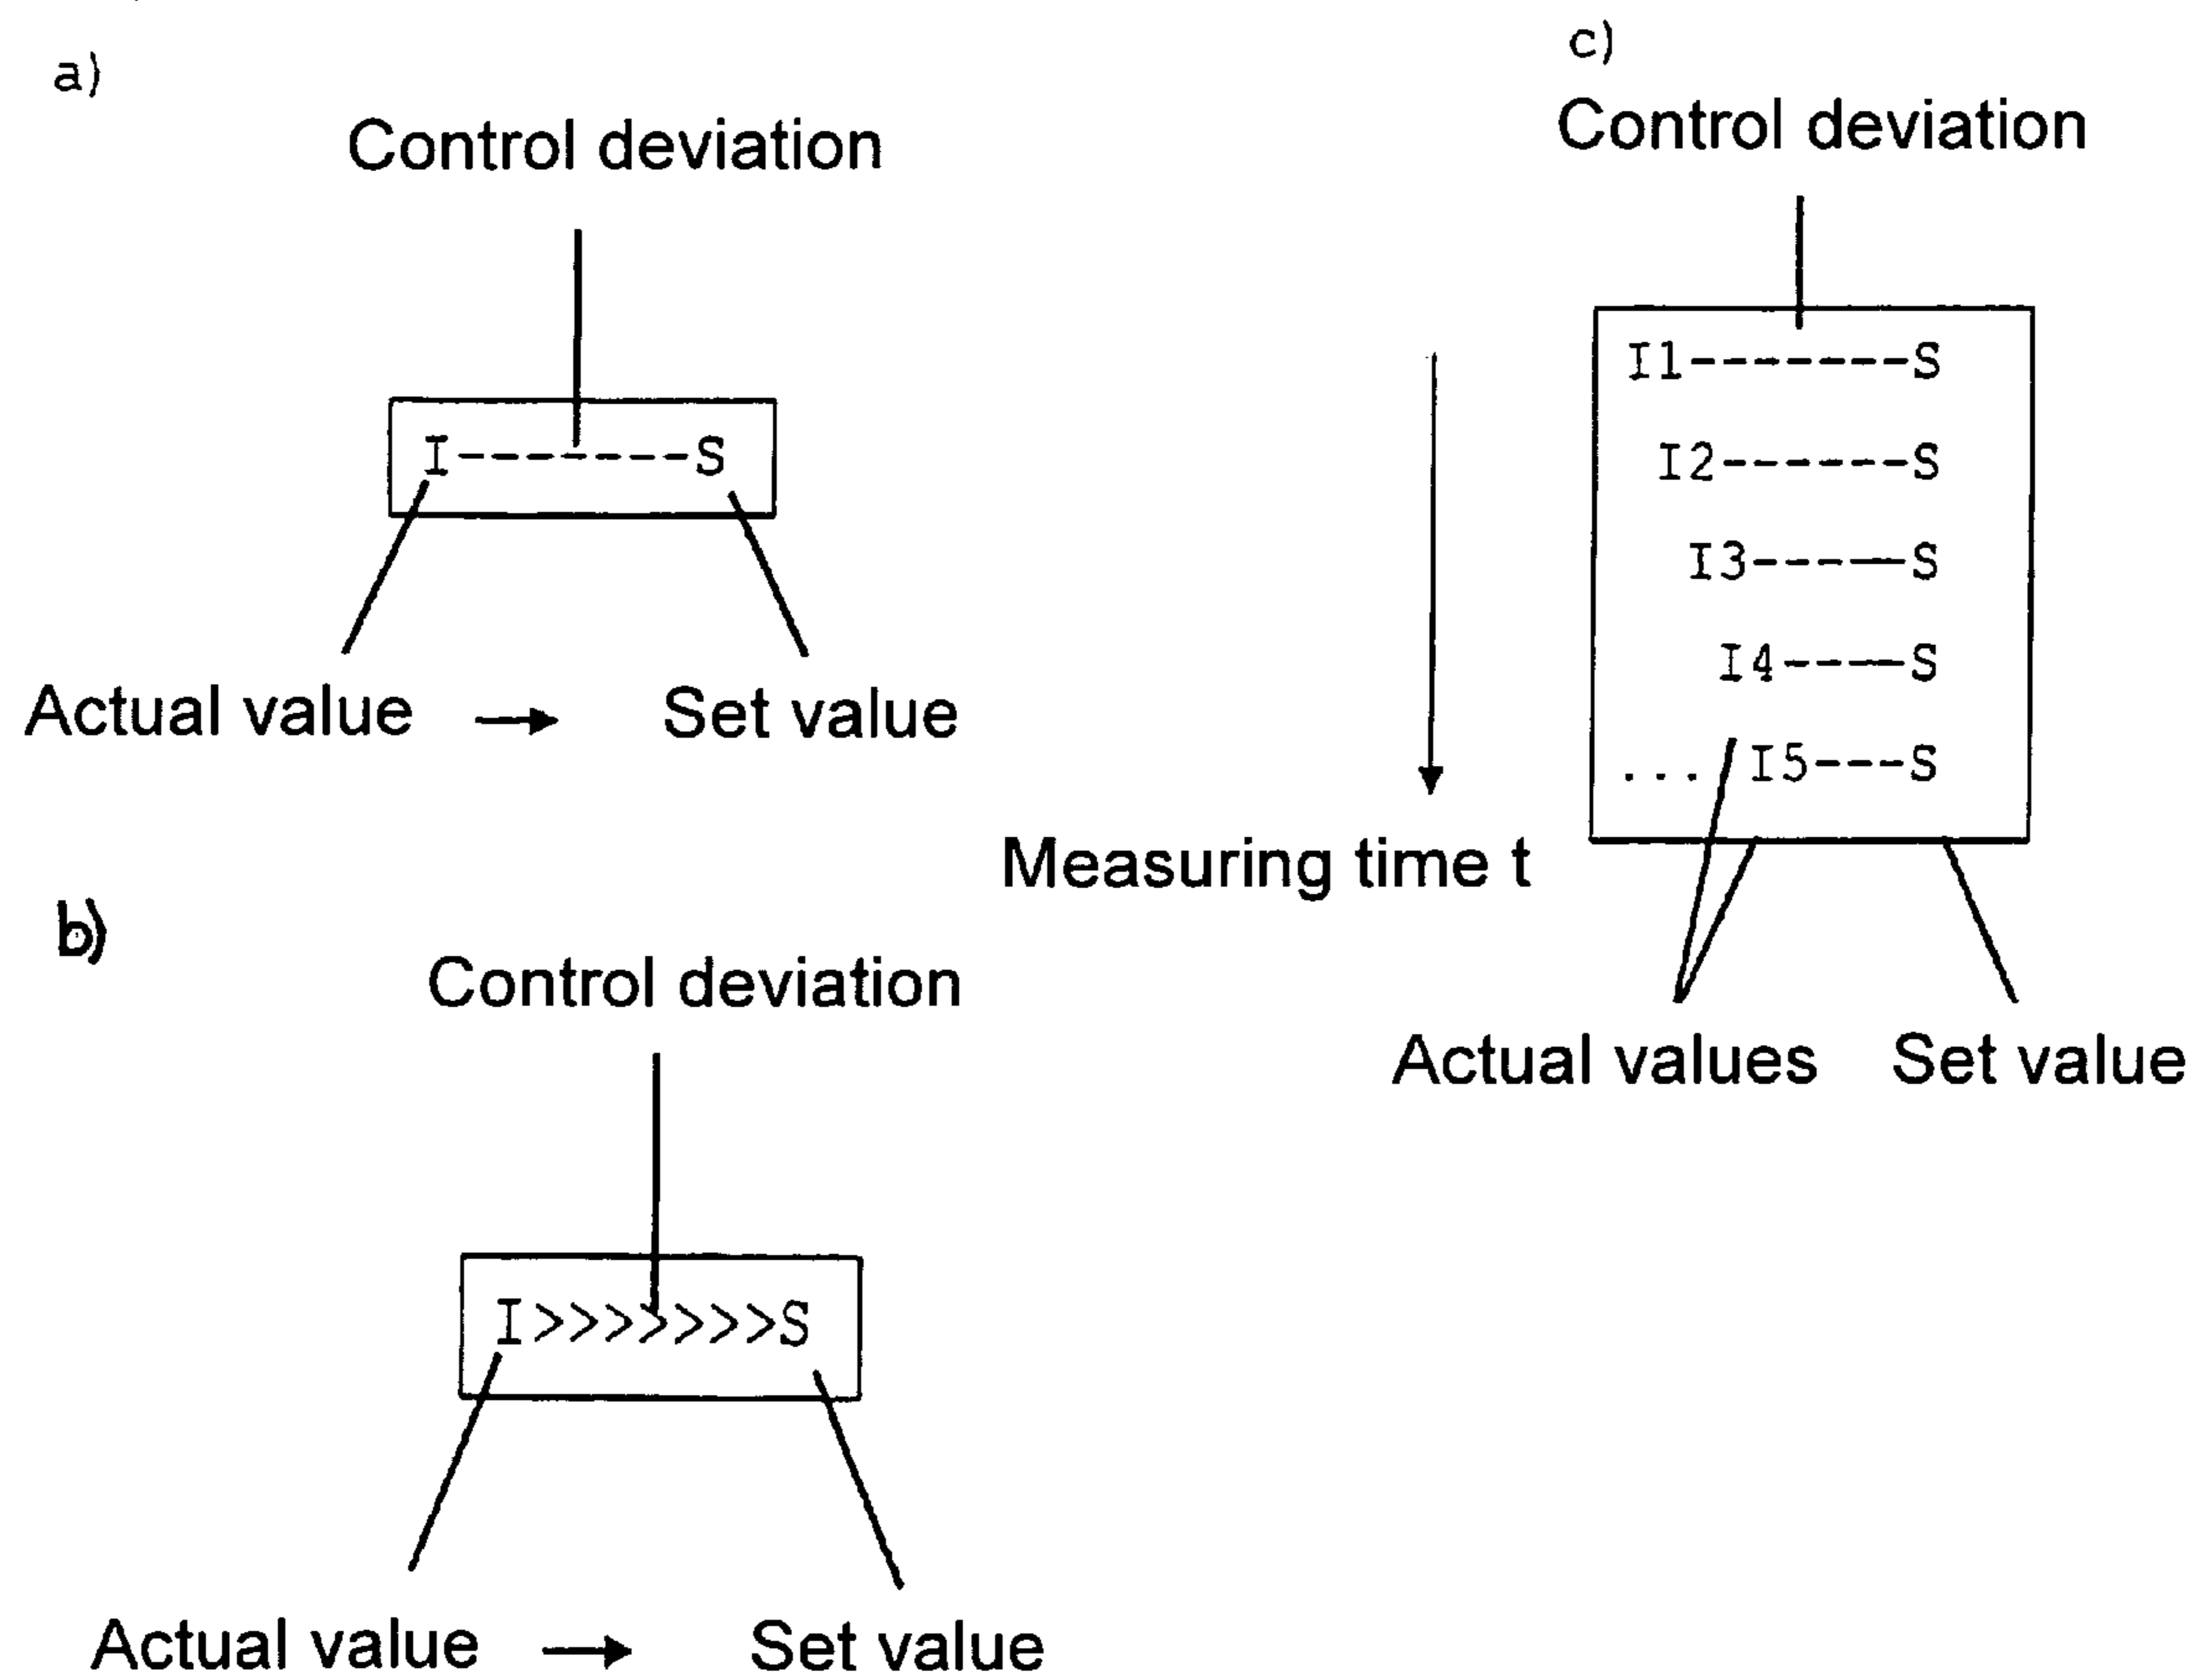 a)
Control deviation
I--------S
Actual value → Set value
b)
Control deviation
I>>>>>>>S
Actual value → Set value
c)
Control deviation
I1-------S
I2------S
I3-----S
I4----S
... I5---S
Measuring time t
Actual values Set value